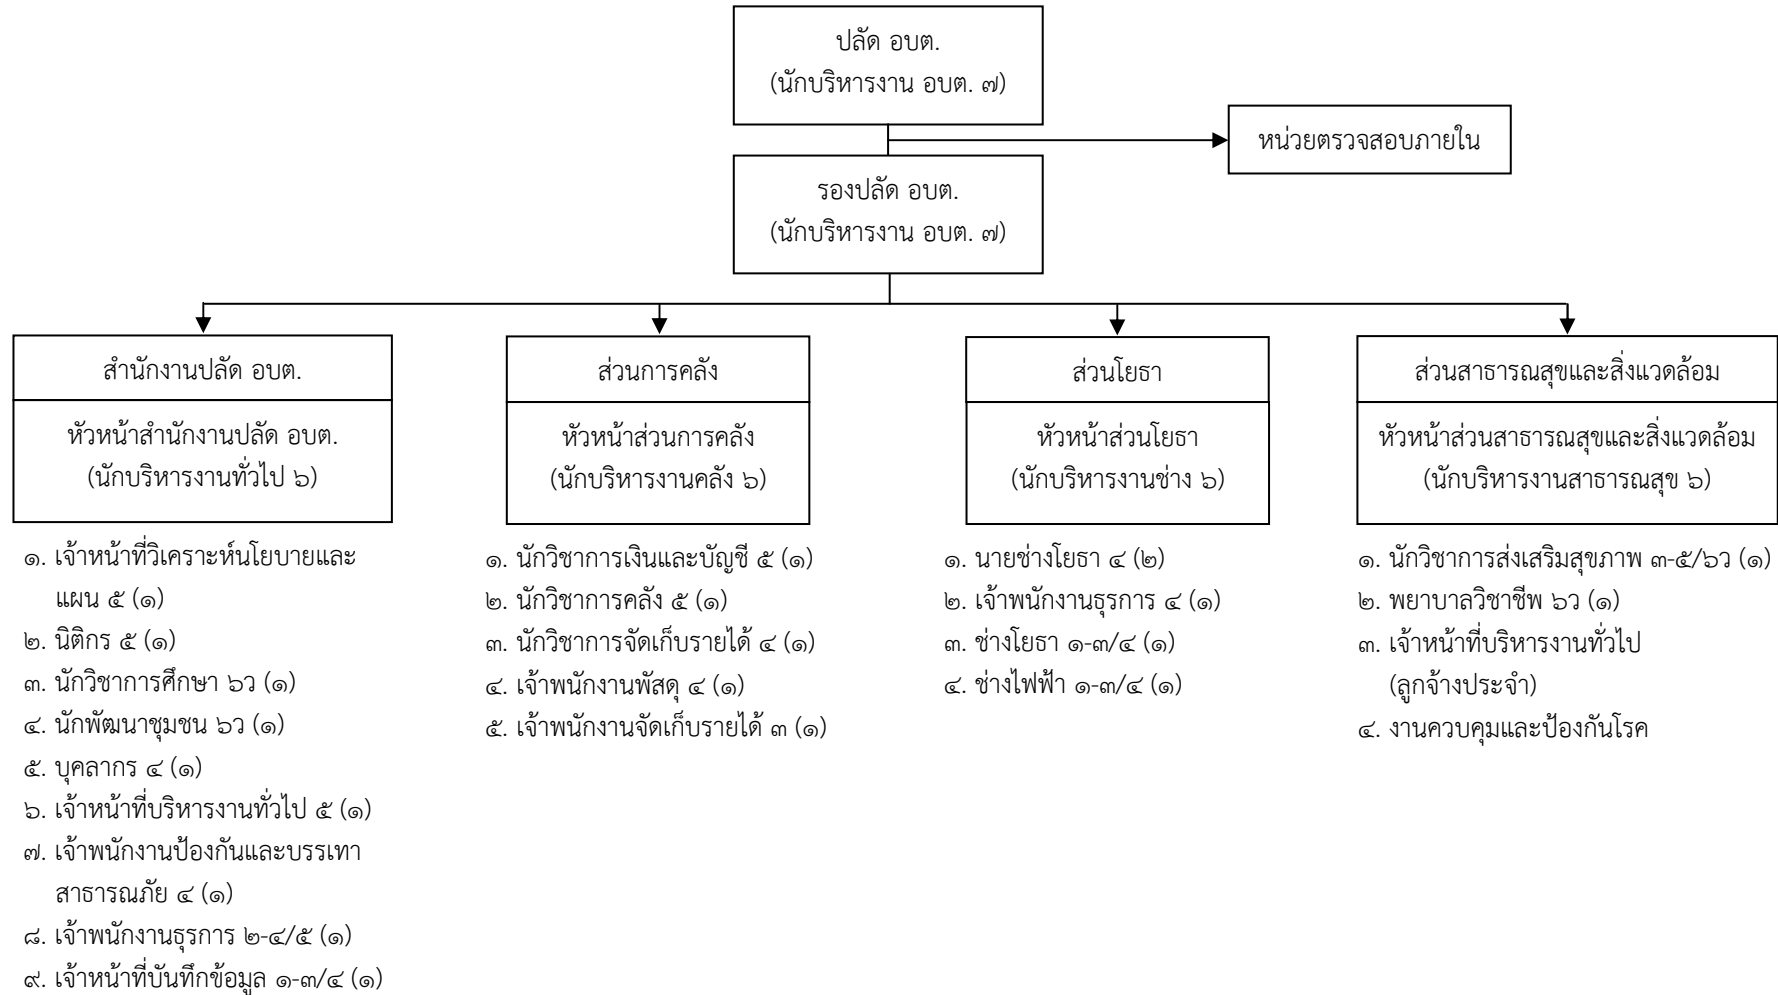 ปลัด อบต.
(นักบริหารงาน อบต. ๗)
หน่วยตรวจสอบภายใน
รองปลัด อบต.
(นักบริหารงาน อบต. ๗)
สำนักงานปลัด อบต.
หัวหน้าสำนักงานปลัด อบต.
(นักบริหารงานทั่วไป ๖)
๑. เจ้าหน้าที่วิเคราะห์นโยบายและ
แผน ๕ (๑)
๒. นิติกร ๕ (๑)
๓. นักวิชาการศึกษา ๖ว (๑)
๔. นักพัฒนาชุมชน ๖ว (๑)
๕. บุคลากร ๔ (๑)
๖. เจ้าหน้าที่บริหารงานทั่วไป ๕ (๑)
๗. เจ้าพนักงานป้องกันและบรรเทา
สาธารณภัย ๔ (๑)
๘. เจ้าพนักงานธุรการ ๒-๔/๕ (๑)
๙. เจ้าหน้าที่บันทึกข้อมูล ๑-๓/๔ (๑)
ส่วนการคลัง
หัวหน้าส่วนการคลัง
(นักบริหารงานคลัง ๖)
๑. นักวิชาการเงินและบัญชี ๕ (๑)
๒. นักวิชาการคลัง ๕ (๑)
๓. นักวิชาการจัดเก็บรายได้ ๔ (๑)
๔. เจ้าพนักงานพัสดุ ๔ (๑)
๕. เจ้าพนักงานจัดเก็บรายได้ ๓ (๑)
ส่วนโยธา
หัวหน้าส่วนโยธา
(นักบริหารงานช่าง ๖)
๑. นายช่างโยธา ๔ (๒)
๒. เจ้าพนักงานธุรการ ๔ (๑)
๓. ช่างโยธา ๑-๓/๔ (๑)
๔. ช่างไฟฟ้า ๑-๓/๔ (๑)
ส่วนสาธารณสุขและสิ่งแวดล้อม
หัวหน้าส่วนสาธารณสุขและสิ่งแวดล้อม
(นักบริหารงานสาธารณสุข ๖)
๑. นักวิชาการส่งเสริมสุขภาพ ๓-๕/๖ว (๑)
๒. พยาบาลวิชาชีพ ๖ว (๑)
๓. เจ้าหน้าที่บริหารงานทั่วไป
(ลูกจ้างประจำ)
๔. งานควบคุมและป้องกันโรค